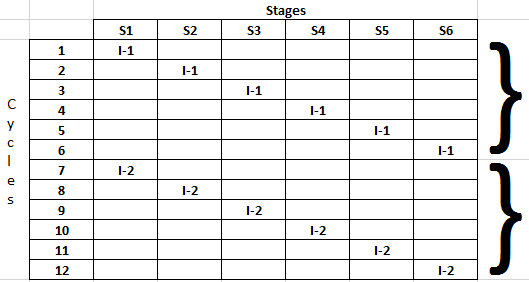 Stages
S1 S2 S3 S4 S5 S6
1 I-1
2 I-1
3 I-1
4 I-1
5 I-1
6 I-1
7 I-2
8 I-2
9 I-2
10 I-2
11 I-2
12 I-2
Cycles